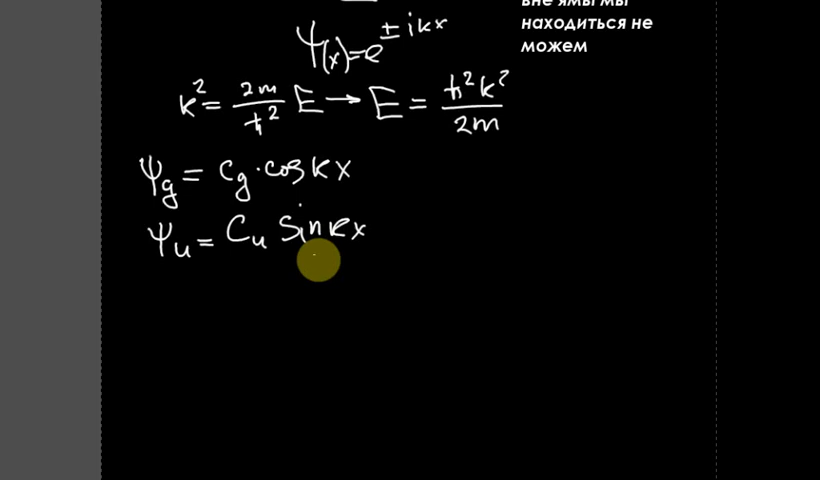 вне ямы мы
находиться не
можем
ψ(x)=e^{±ikx}
k² = 2m/ħ² E → E = ħ²k²/2m
ψ_g = C_g · cos kx
ψ_u = C_u sin kx